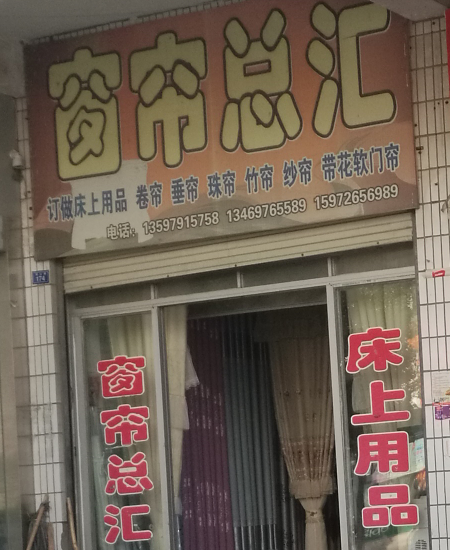 窗帘总汇
订做床上用品 卷帘 垂帘 珠帘 竹帘 纱帘 带花软门帘
电话：13597915758 13469765589 15972656989
174
窗帘总汇
床上用品